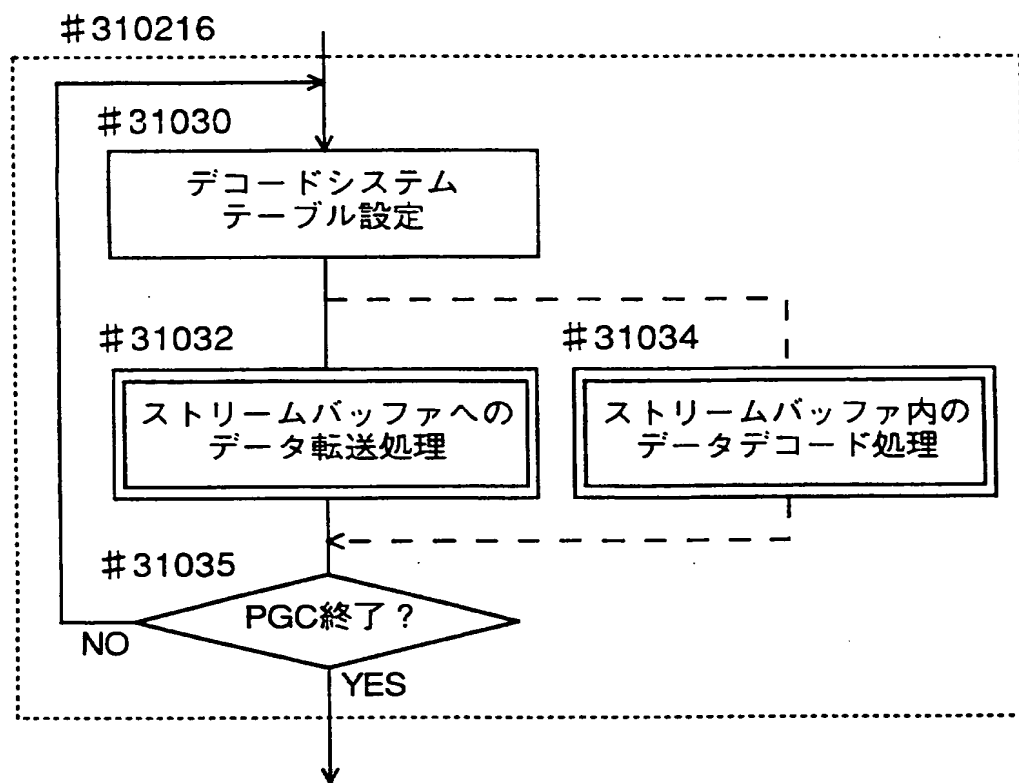 #310216
#31030
デコードシステム
テーブル設定
#31032
#31034
ストリームバッファへの
データ転送処理
ストリームバッファ内の
データデコード処理
#31035
PGC終了？
NO
YES